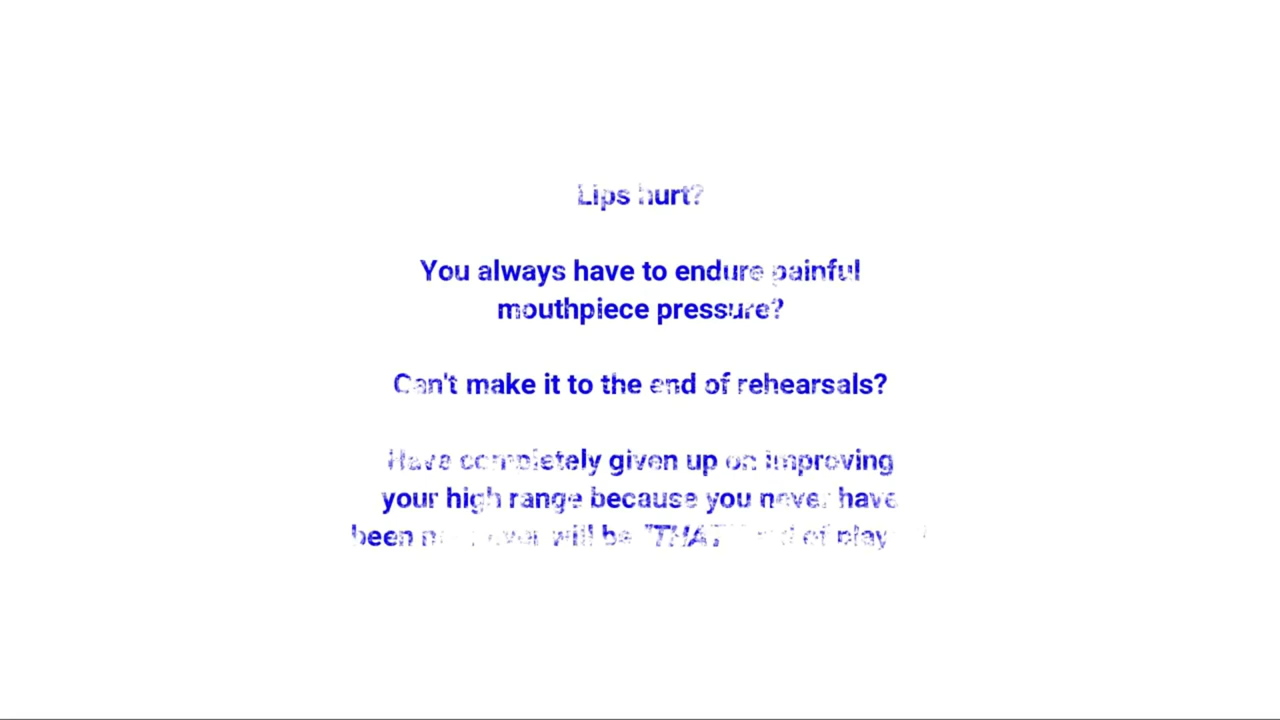 Lips hurt?
You always have to endure painful
mouthpiece pressure?
Can't make it to the end of rehearsals?
Have completely given up on improving
your high range because you never have
been will be "THAT" of